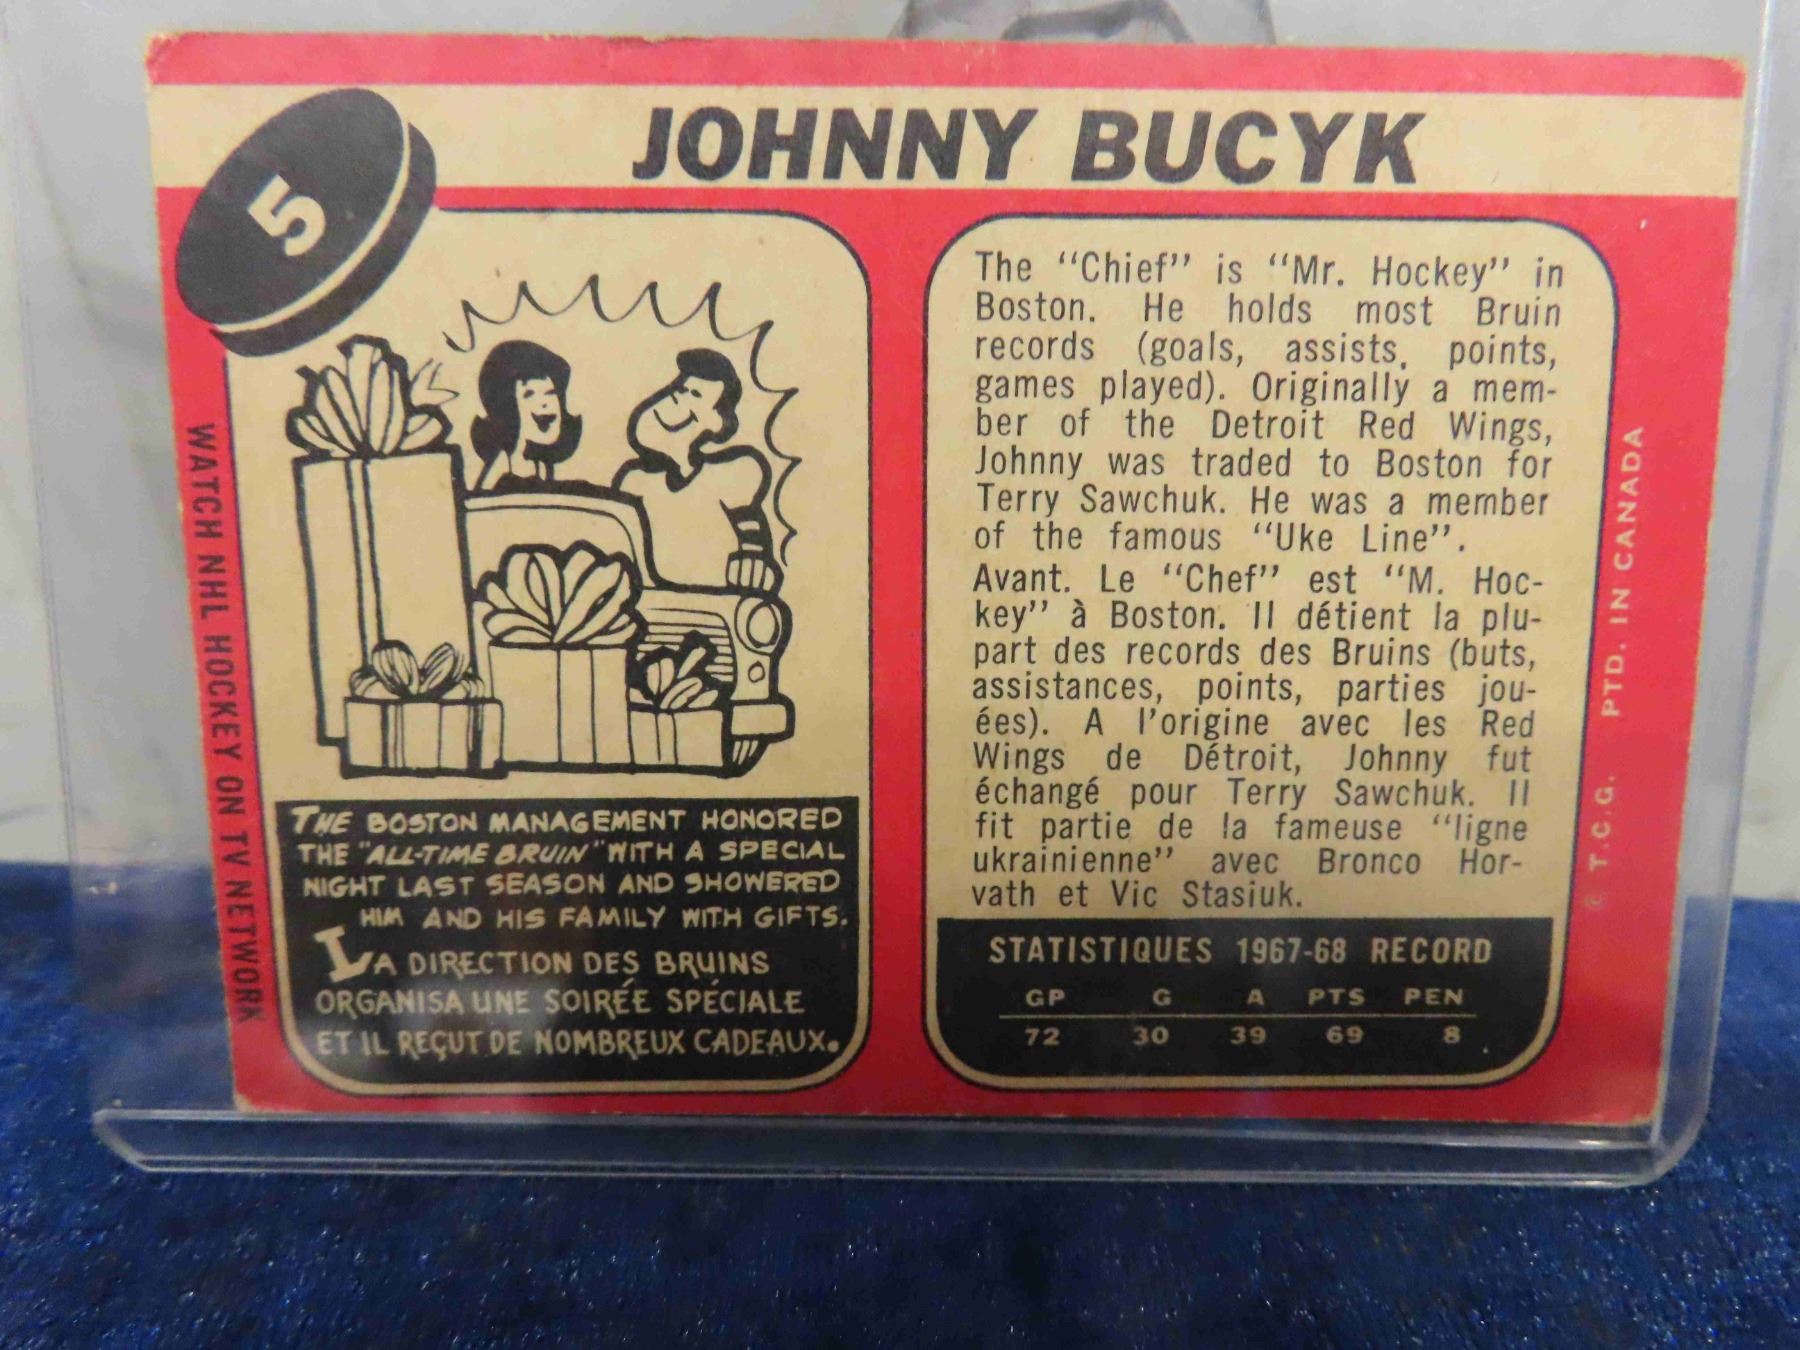 5
JOHNNY BUCYK
THE BOSTON MANAGEMENT HONORED
THE "ALL-TIME BRUIN" WITH A SPECIAL
NIGHT LAST SEASON AND SHOWERED
HIM AND HIS FAMILY WITH GIFTS.
LA DIRECTION DES BRUINS
ORGANISA UNE SOIRÉE SPÉCIALE
ET IL REÇUT DE NOMBREUX CADEAUX.
The "Chief" is "Mr. Hockey" in
Boston. He holds most Bruin
records (goals, assists, points,
games played). Originally a mem-
ber of the Detroit Red Wings,
Johnny was traded to Boston for
Terry Sawchuk. He was a member
of the famous "Uke Line".
Avant. Le "Chef" est "M. Hoc-
key" à Boston. Il détient la plu-
part des records des Bruins (buts,
assistances, points, parties jou-
ées). A l'origine avec les Red
Wings de Détroit, Johnny fut
échangé pour Terry Sawchuk. Il
fit partie de la fameuse "ligne
ukrainienne" avec Bronco Hor-
vath et Vic Stasiuk.
STATISTIQUES 1967-68 RECORD
GP G A PTS PEN
72 30 39 69 8
WATCH NHL HOCKEY ON TV NETWORK
© T.C.G. PTD. IN CANADA